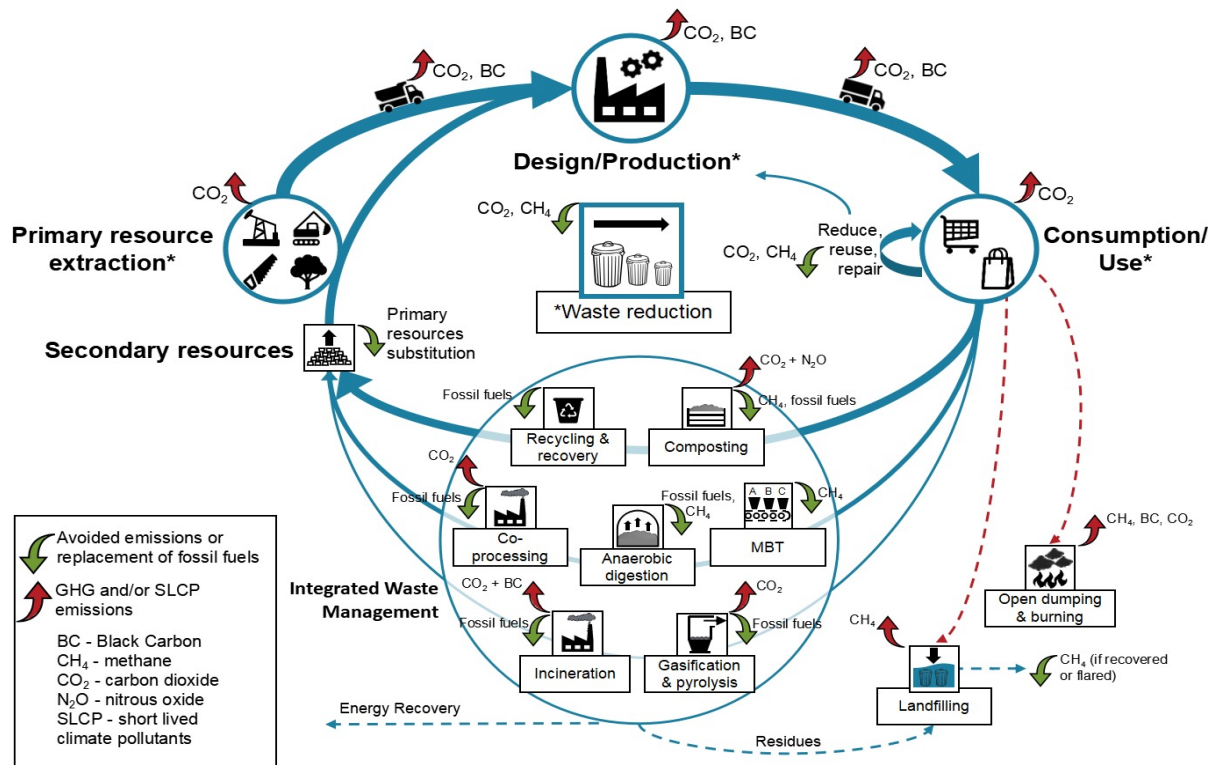 CO₂, BC
CO₂, BC
CO₂, BC
Design/Production*
CO₂
CO₂
Primary resource
extraction*
CO₂, CH₄
*Waste reduction
CO₂, CH₄
Reduce,
reuse,
repair
Consumption/
Use*
Secondary resources
Primary
resources
substitution
Fossil fuels
Recycling &
recovery
CO₂ + N₂O
CH₄, fossil fuels
Composting
CO₂
Fossil fuels
Co-
processing
Fossil fuels,
CH₄
Anaerobic
digestion
A B C
CH₄
MBT
Integrated Waste
Management
CO₂ + BC
Fossil fuels
Incineration
CO₂
Fossil fuels
Gasification
& pyrolysis
CH₄, BC, CO₂
Open dumping
& burning
CH₄
Landfilling
CH₄ (if recovered
or flared)
Energy Recovery
Residues
Avoided emissions or
replacement of fossil fuels
GHG and/or SLCP
emissions
BC - Black Carbon
CH₄ - methane
CO₂ - carbon dioxide
N₂O - nitrous oxide
SLCP - short lived
climate pollutants